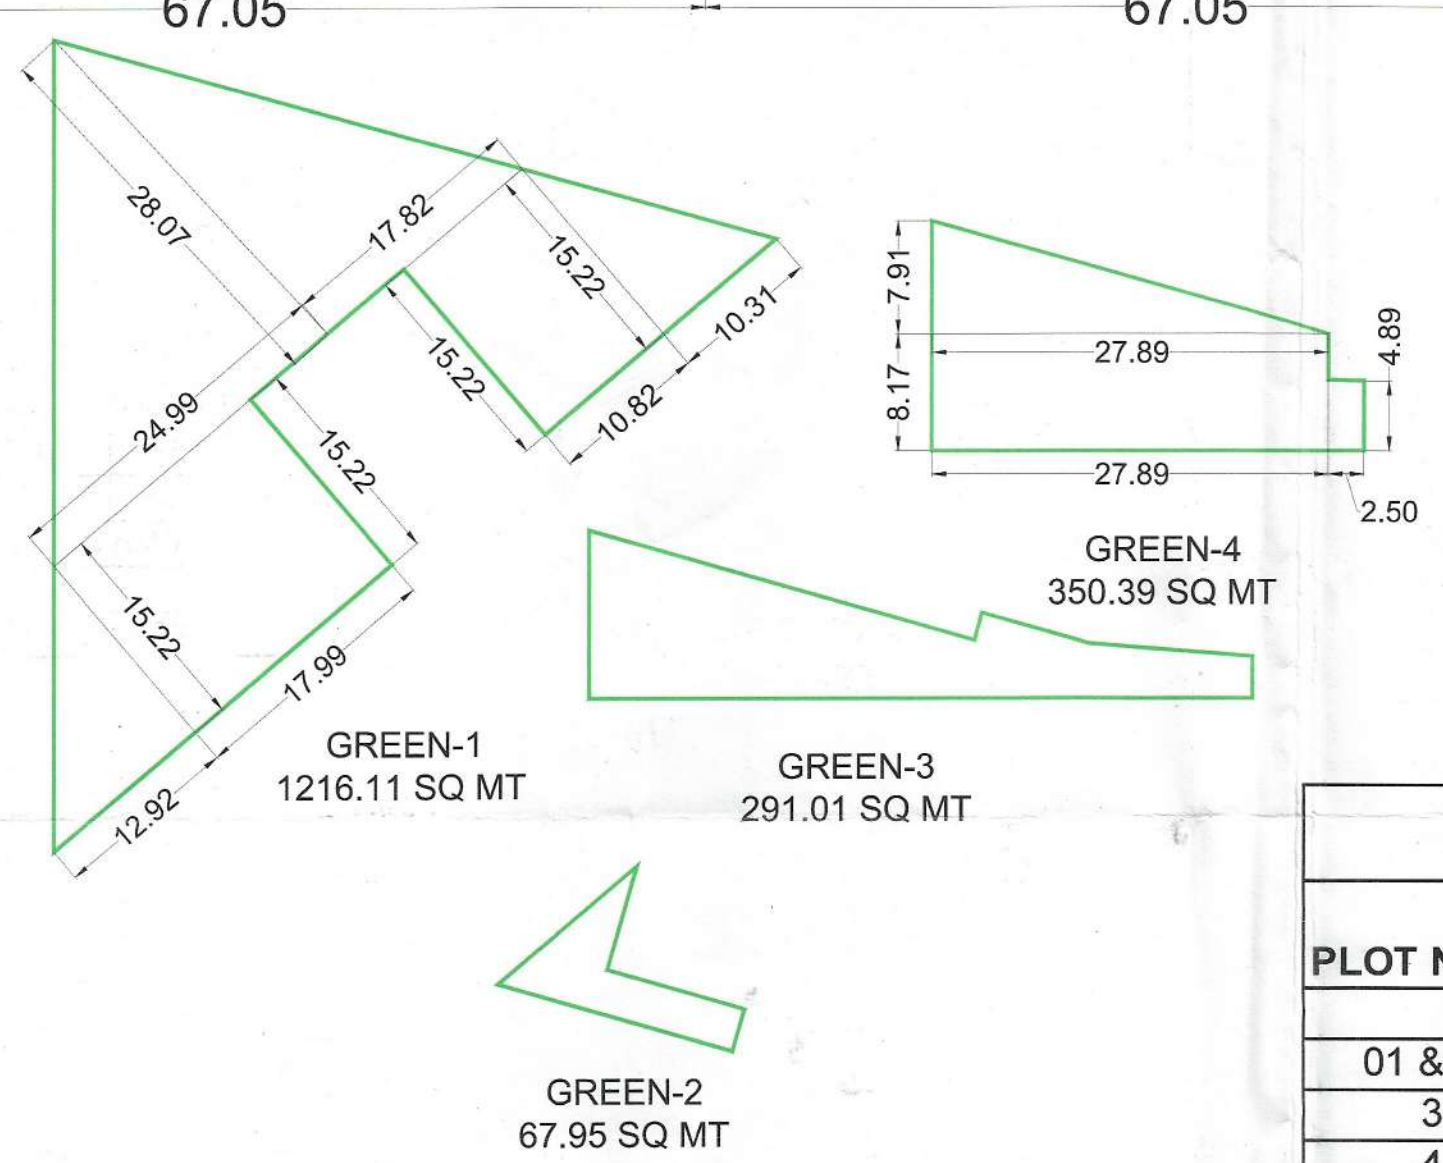 67.05
67.05
28.07
17.82
15.22
10.31
10.82
15.22
24.99
15.22
15.22
17.99
12.92
GREEN-1
1216.11 SQ MT
7.91
8.17
27.89
4.89
27.89
2.50
GREEN-4
350.39 SQ MT
GREEN-3
291.01 SQ MT
GREEN-2
67.95 SQ MT
PLOT
01 &
3